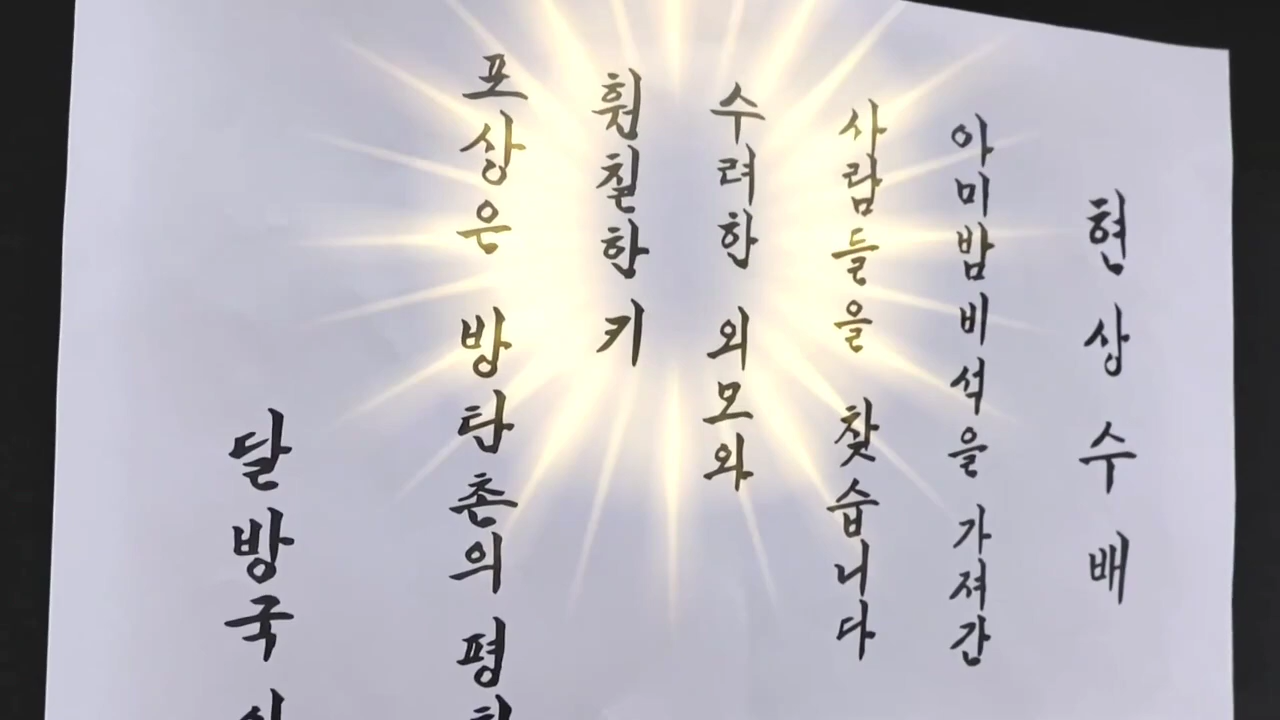 현상수배
아미밤비석을 가져간
사람들을 찾습니다
수려한 외모와
훤칠한 키
포상은 방탄촌의
달방국